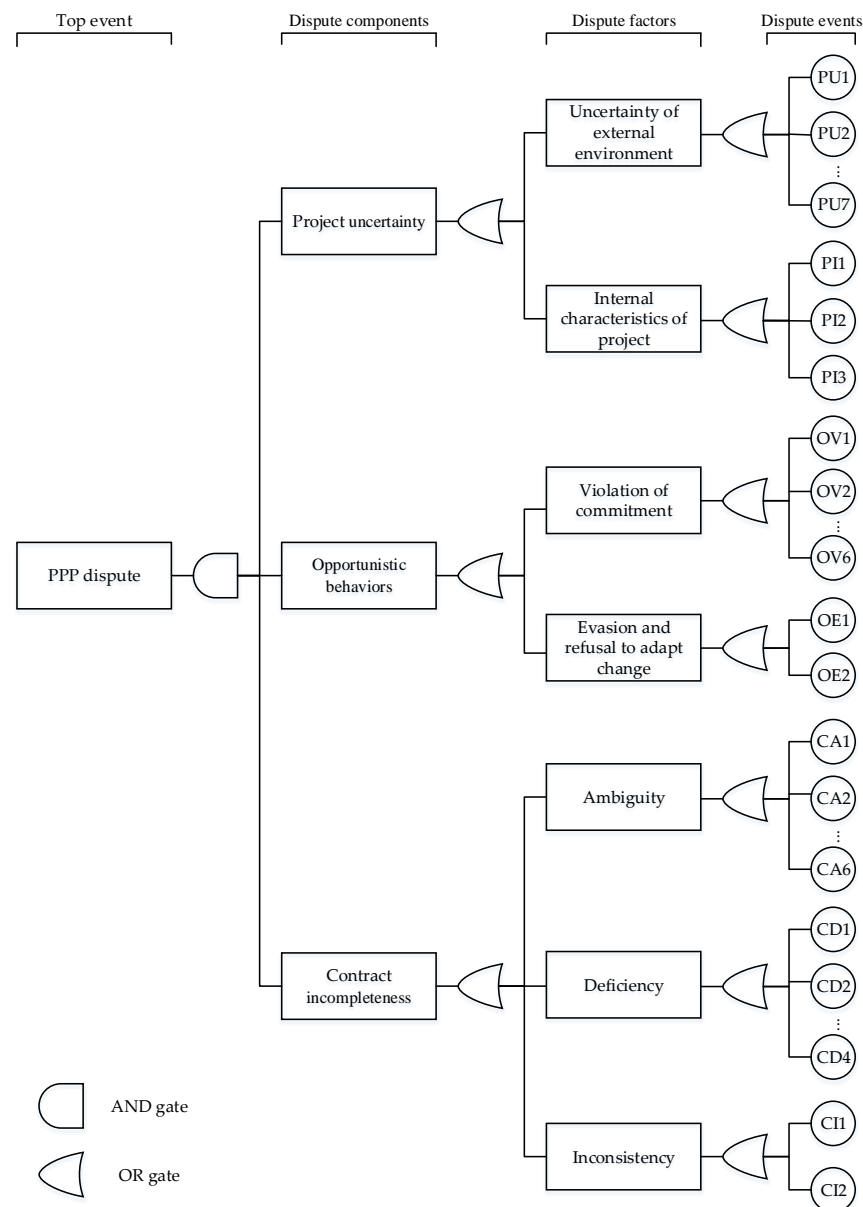 Top event
Dispute components
Dispute factors
Dispute events
Uncertainty of
external
environment
PU1
PU2
...
PU7
Project uncertainty
Internal
characteristics of
project
PI1
PI2
PI3
Violation of
commitment
OV1
OV2
...
OV6
PPP dispute
Opportunistic
behaviors
Evasion and
refusal to adapt
change
OE1
OE2
Ambiguity
CA1
CA2
...
CA6
Contract
incompleteness
Deficiency
CD1
CD2
...
CD4
Inconsistency
CI1
CI2
AND gate
OR gate